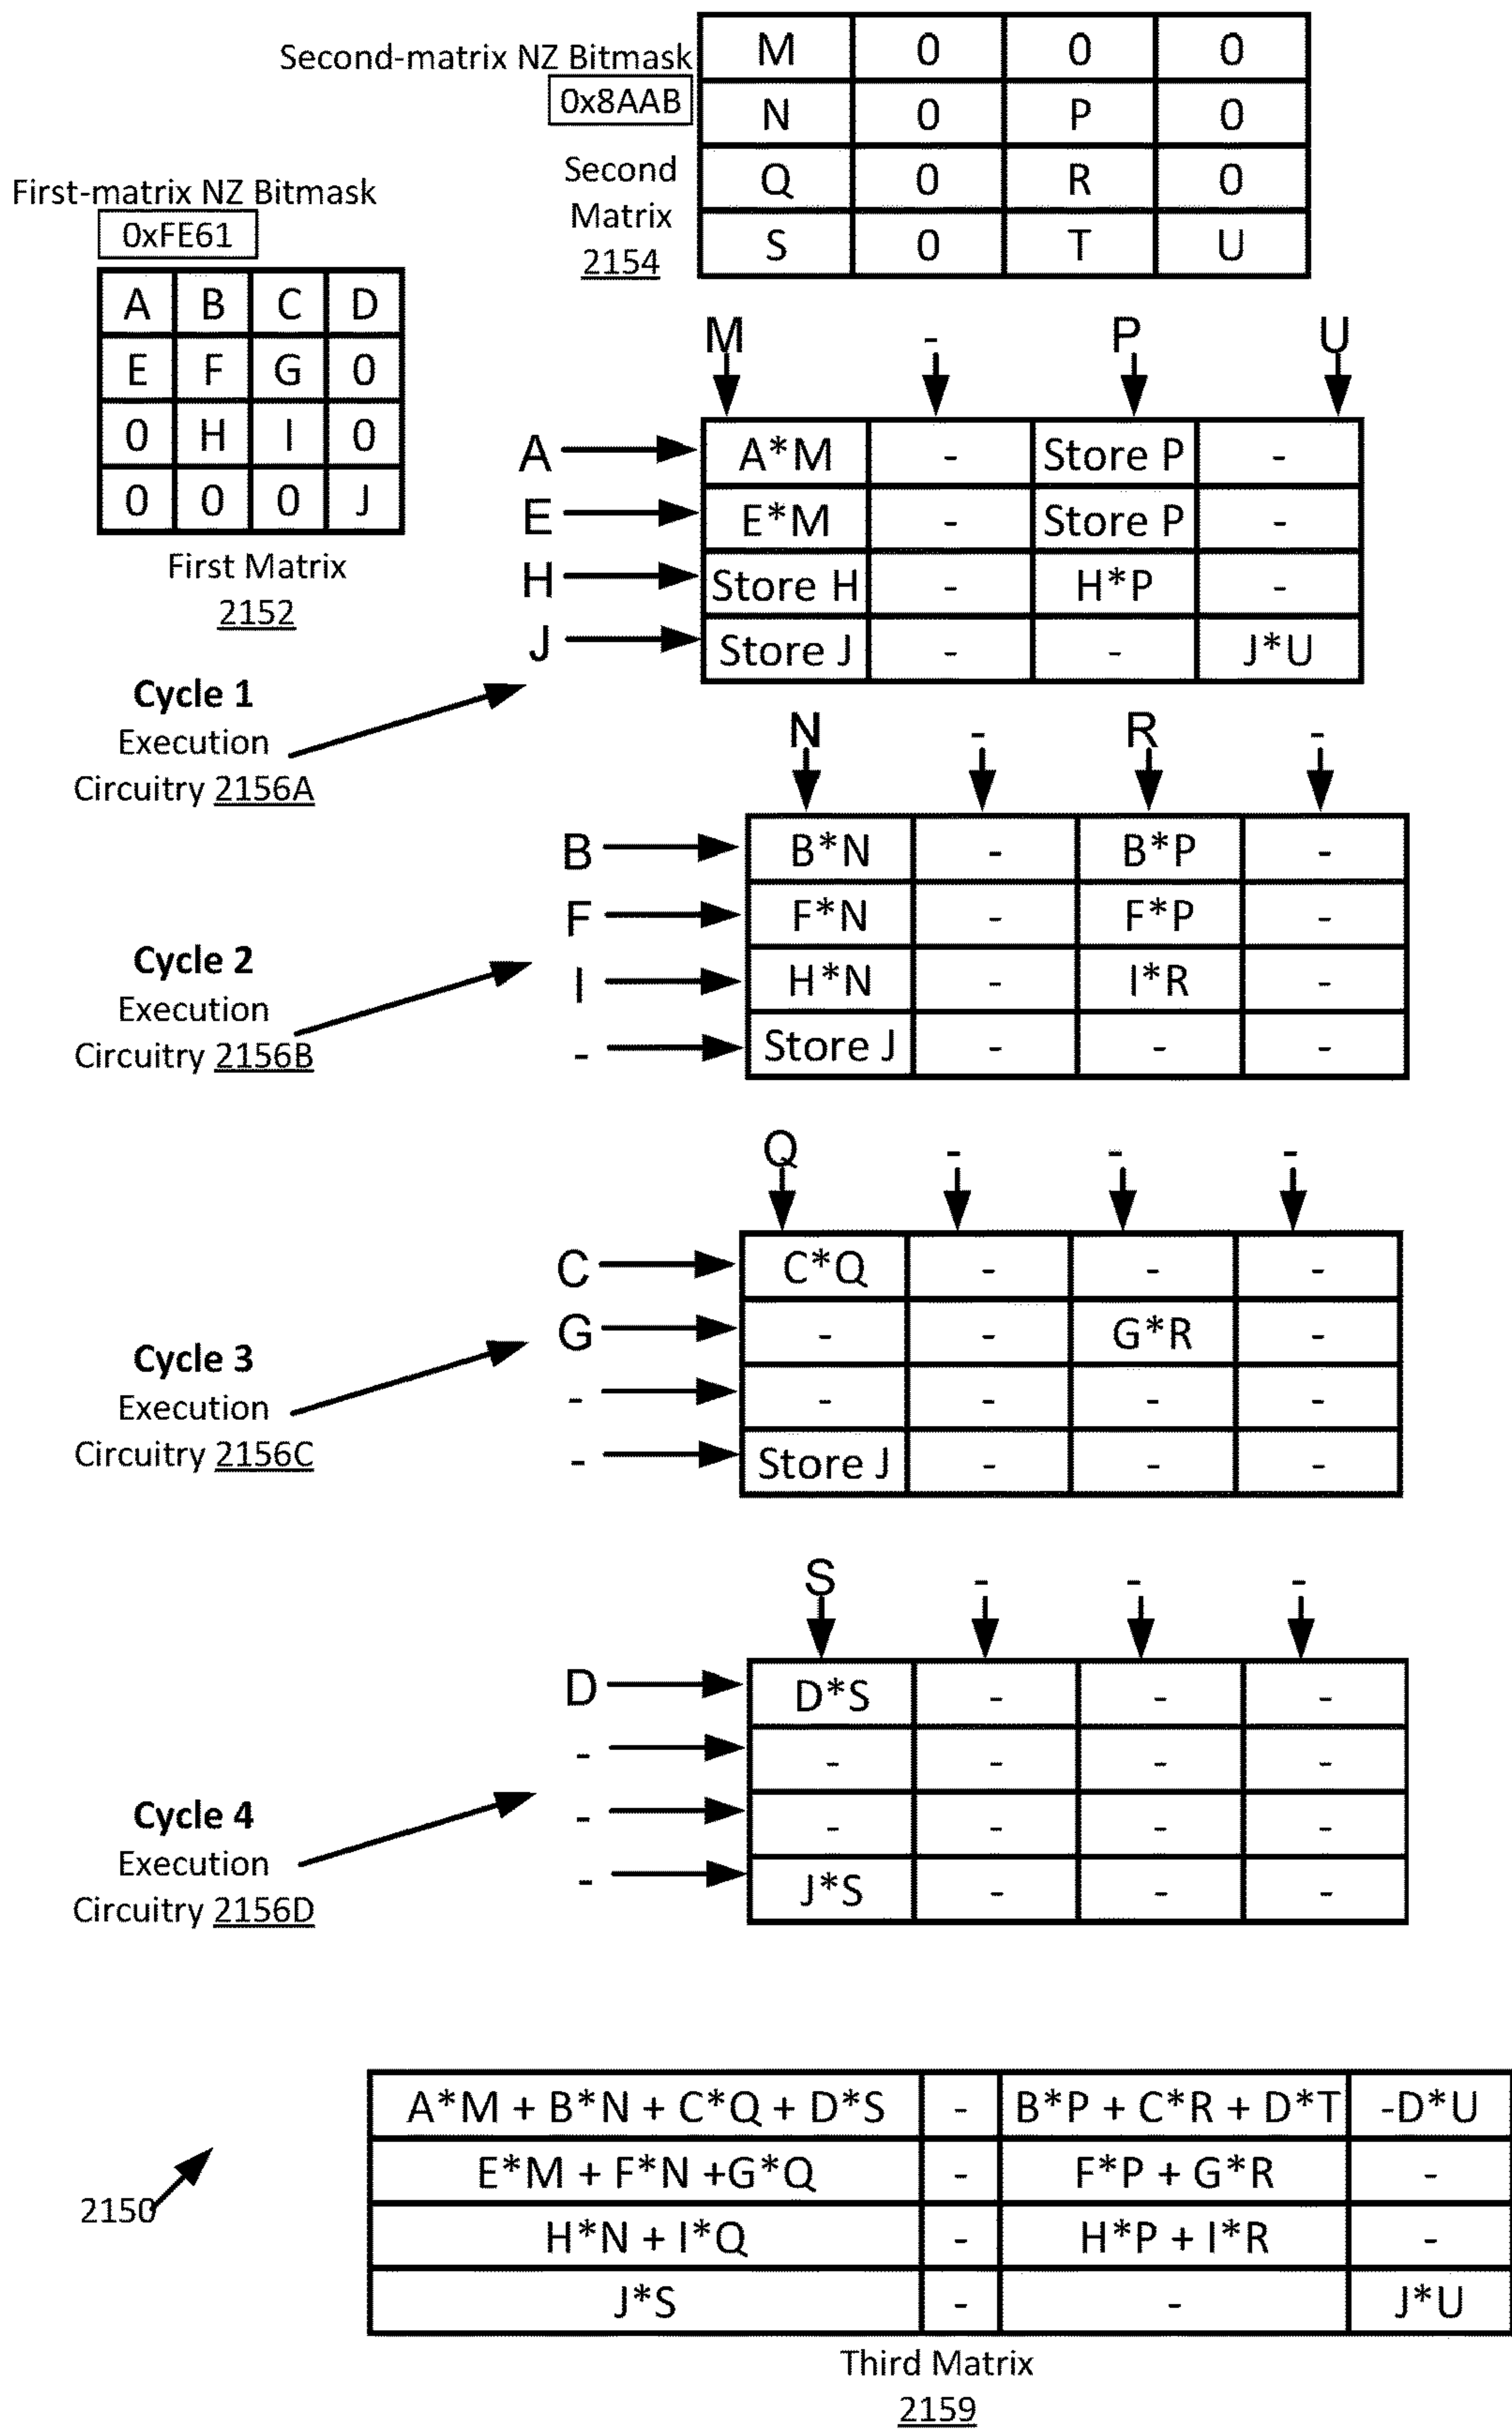 Second-matrix NZ Bitmask
0x8AAB
Second
Matrix
2154
M 0 0 0
N 0 P 0
Q 0 R 0
S 0 T U
First-matrix NZ Bitmask
0xFE61
A B C D
E F G 0
0 H I 0
0 0 0 J
First Matrix
2152
M - P U
A A*M - Store P -
E E*M - Store P -
H Store H - H*P -
J Store J - - J*U
Cycle 1
Execution
Circuitry 2156A
N - R -
B B*N - B*P -
F F*N - F*P -
I H*N - I*R -
- Store J - - -
Cycle 2
Execution
Circuitry 2156B
Q - - -
C C*Q - - -
G - - G*R -
- - - - -
- Store J - - -
Cycle 3
Execution
Circuitry 2156C
S - - -
D D*S - - -
- - - - -
- - - - -
- J*S - - -
Cycle 4
Execution
Circuitry 2156D
A*M + B*N + C*Q + D*S - B*P + C*R + D*T -D*U
E*M + F*N +G*Q - F*P + G*R -
H*N + I*Q - H*P + I*R -
J*S - - J*U
2150
Third Matrix
2159